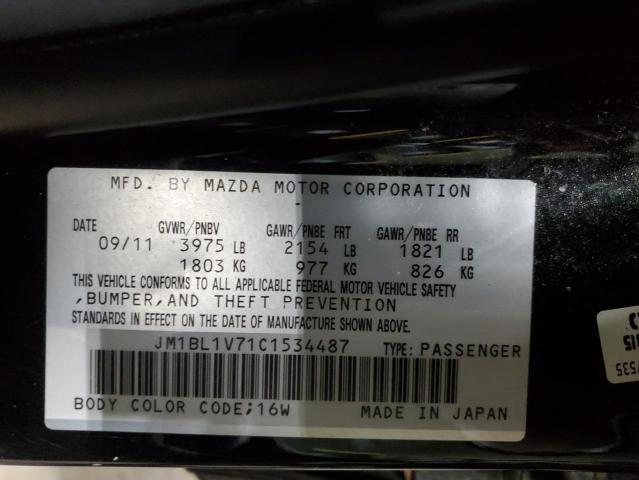 MFD. BY MAZDA MOTOR CORPORATION
DATE GVWR/PNBV GAWR/PNBE FRT GAWR/PNBE RR
09/11 3975 LB 2154 LB 1821 LB
1803 KG 977 KG 826 KG
THIS VEHICLE CONFORMS TO ALL APPLICABLE FEDERAL MOTOR VEHICLE SAFETY
,BUMPER,AND THEFT PREVENTION
STANDARDS IN EFFECT ON THE DATE OF MANUFACTURE SHOWN ABOVE.
JM1BL1V71C1534487 TYPE: PASSENGER
BODY COLOR CODE;16W MADE IN JAPAN
7535